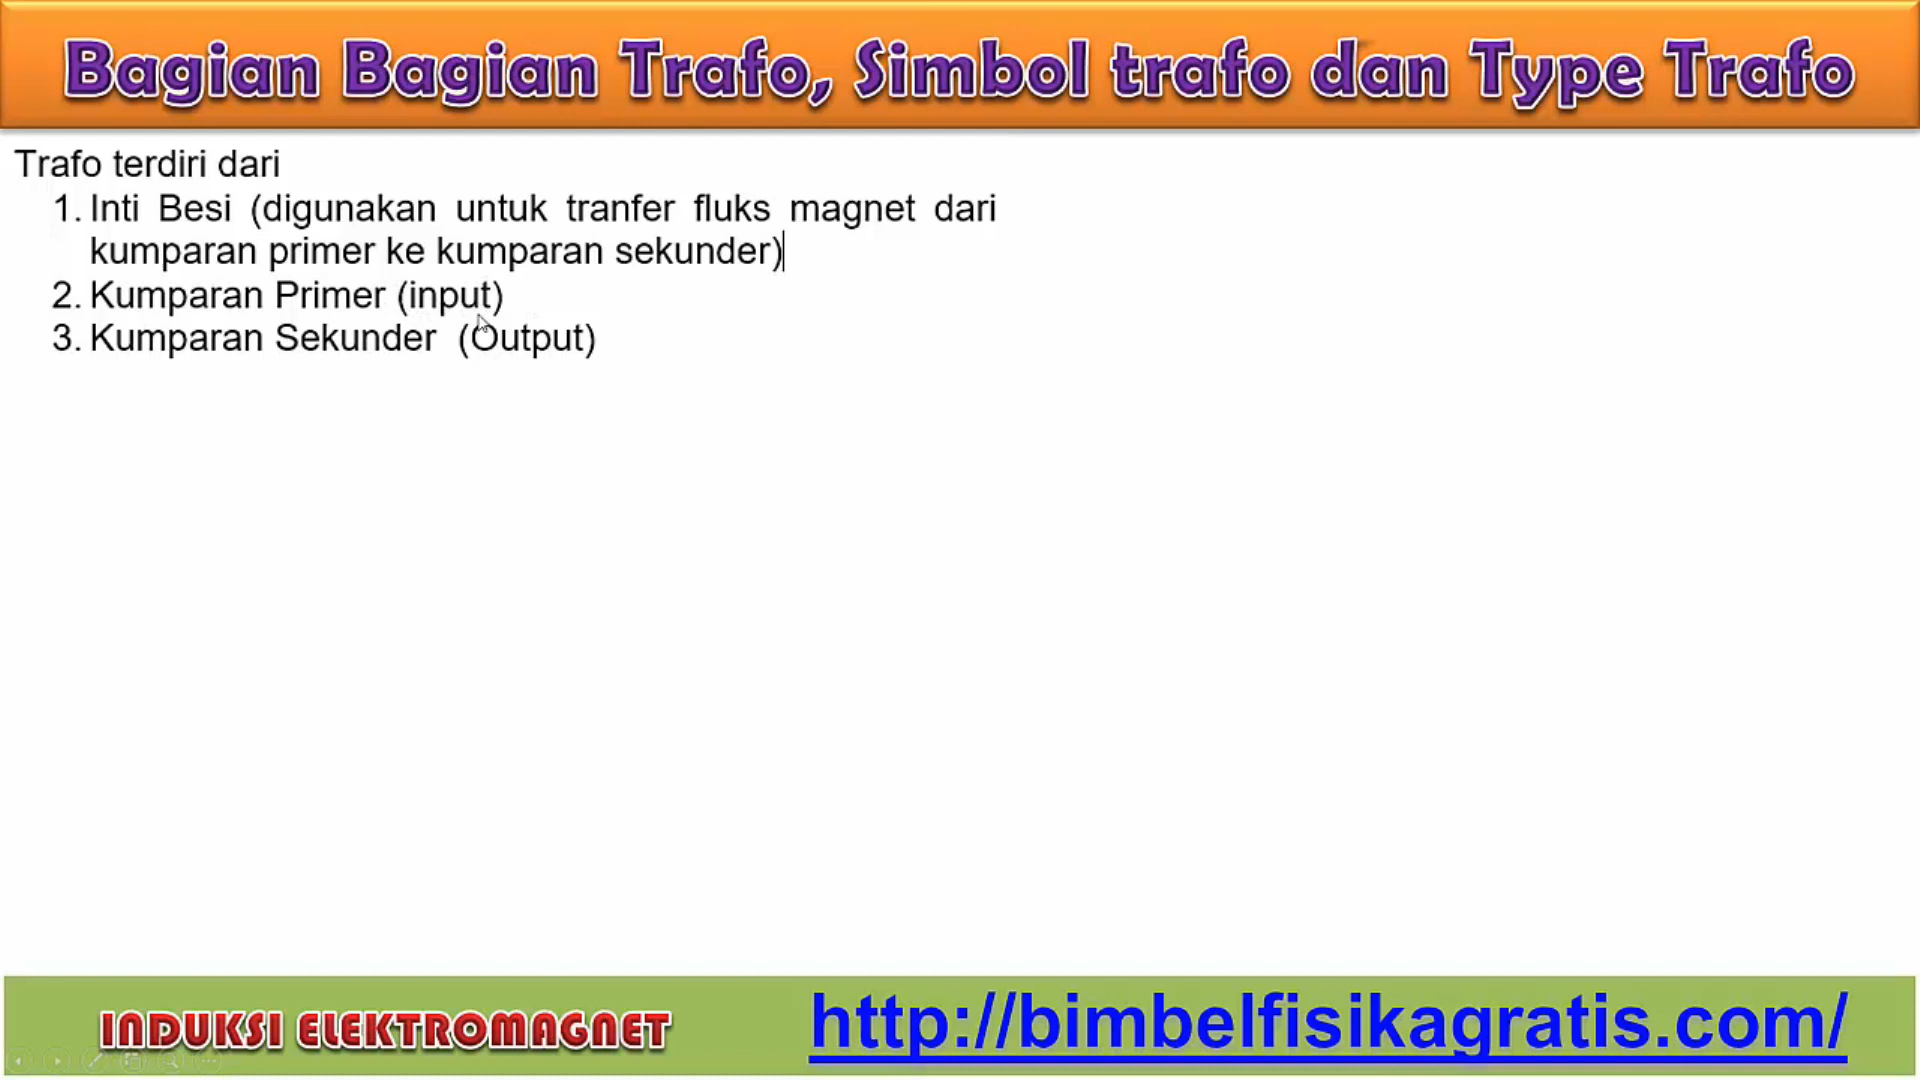 Bagian Bagian Trafo, Simbol trafo dan Type Trafo
Trafo terdiri dari
1. Inti Besi (digunakan untuk tranfer fluks magnet dari
kumparan primer ke kumparan sekunder)
2. Kumparan Primer (input)
3. Kumparan Sekunder (Output)
INDUKSI ELEKTROMAGNET
http://bimbelfisikagratis.com/